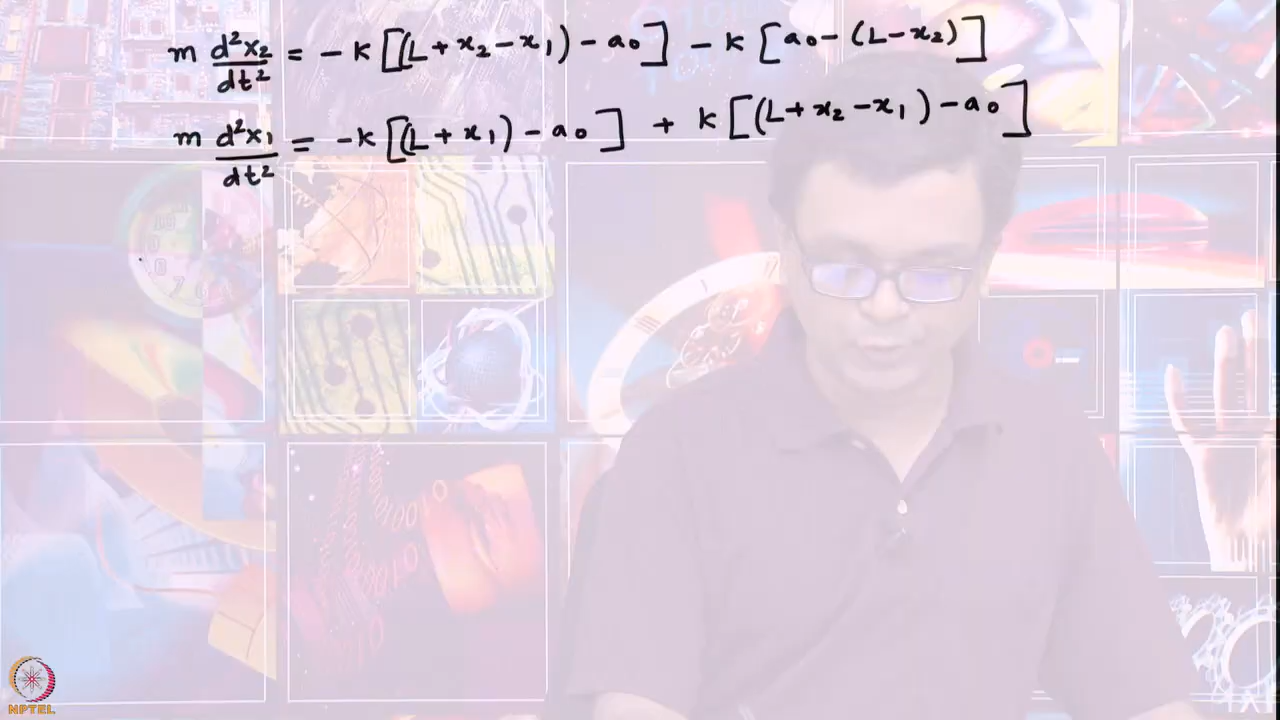 m d²x₂/dt² = -k[(L+x₂-x₁)-a₀] - k[a₀-(L-x₂)]
m d²x₁/dt² = -k[(L+x₁)-a₀] + k[(L+x₂-x₁)-a₀]
NPTEL